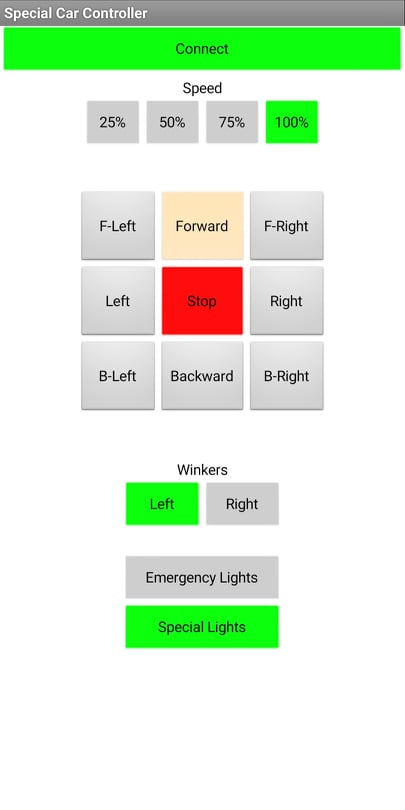 Special Car Controller
Connect
Speed
25% 50% 75% 100%
F-Left Forward F-Right
Left Stop Right
B-Left Backward B-Right
Winkers
Left Right
Emergency Lights
Special Lights